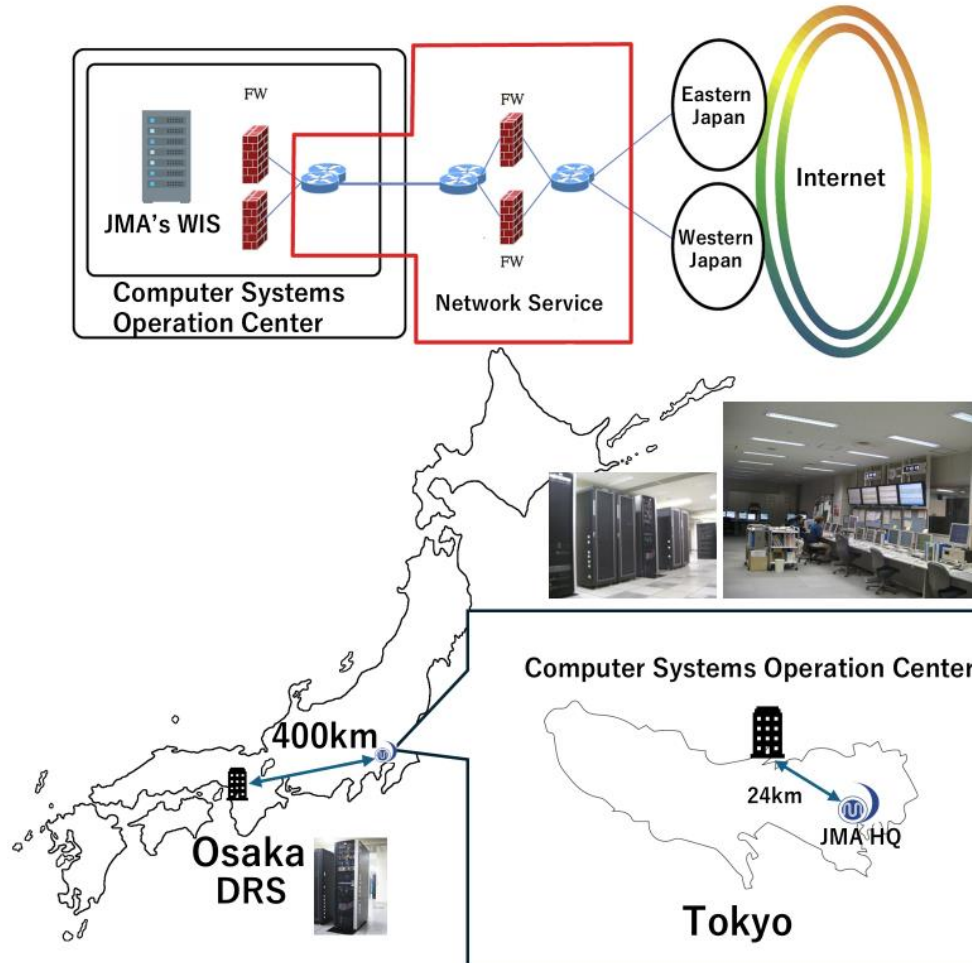 FW
JMA's WIS
Computer Systems
Operation Center
FW
FW
Network Service
Eastern
Japan
Western
Japan
Internet
400km
Osaka
DRS
Computer Systems Operation Center
24km
JMA HQ
Tokyo